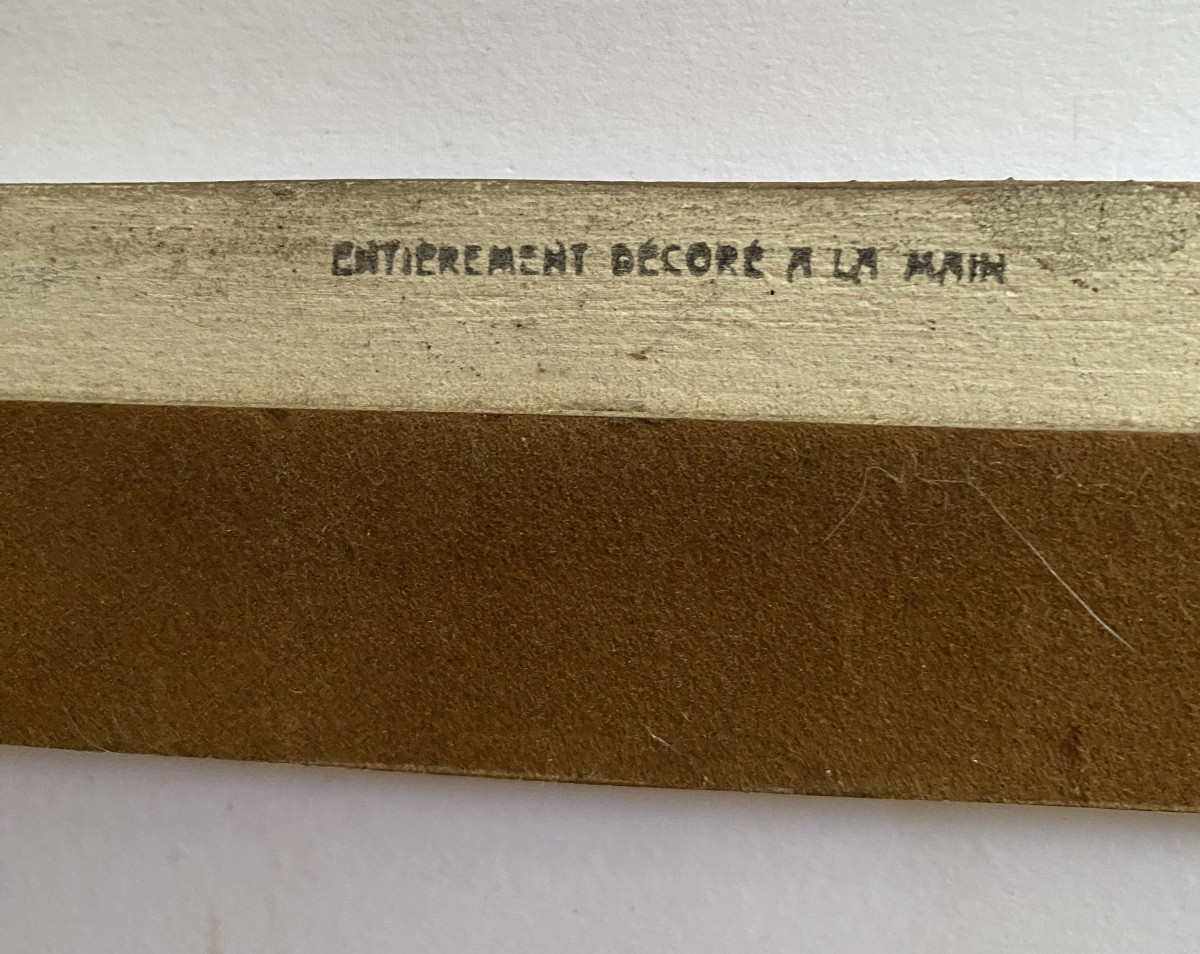 ENTIÈREMENT DÉCORÉ A LA MAIN